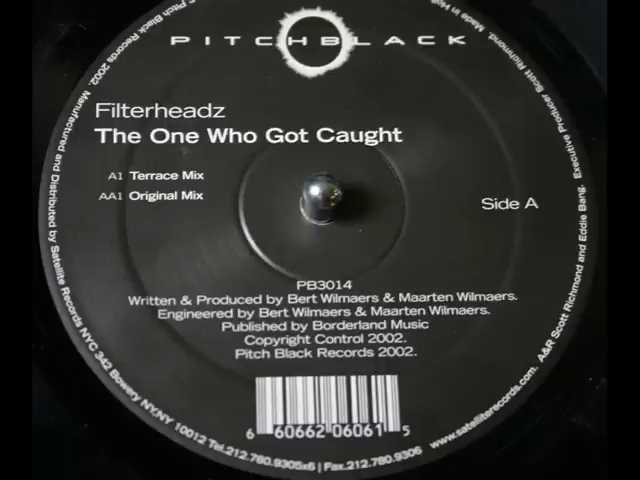 PITCHBLACK
Filterheadz
The One Who Got Caught
A1 Terrace Mix
AA1 Original Mix
Side A
PB3014
Written & Produced by Bert Wilmaers & Maarten Wilmaers.
Engineered by Bert Wilmaers & Maarten Wilmaers.
Published by Borderland Music
Copyright Control 2002.
Pitch Black Records 2002.
6 60662 06061 5
Pitch Black Records 2002. Manufactured and Distributed by Satellite Records NYC 342 Bowery NY,NY 10012 Tel.212.780.9305x6 | Fax.212.780.9306 www.satelliterecords.com. A&R Scott Richmond and Eddie Bang. Executive Producer Scott Richmond. Made in